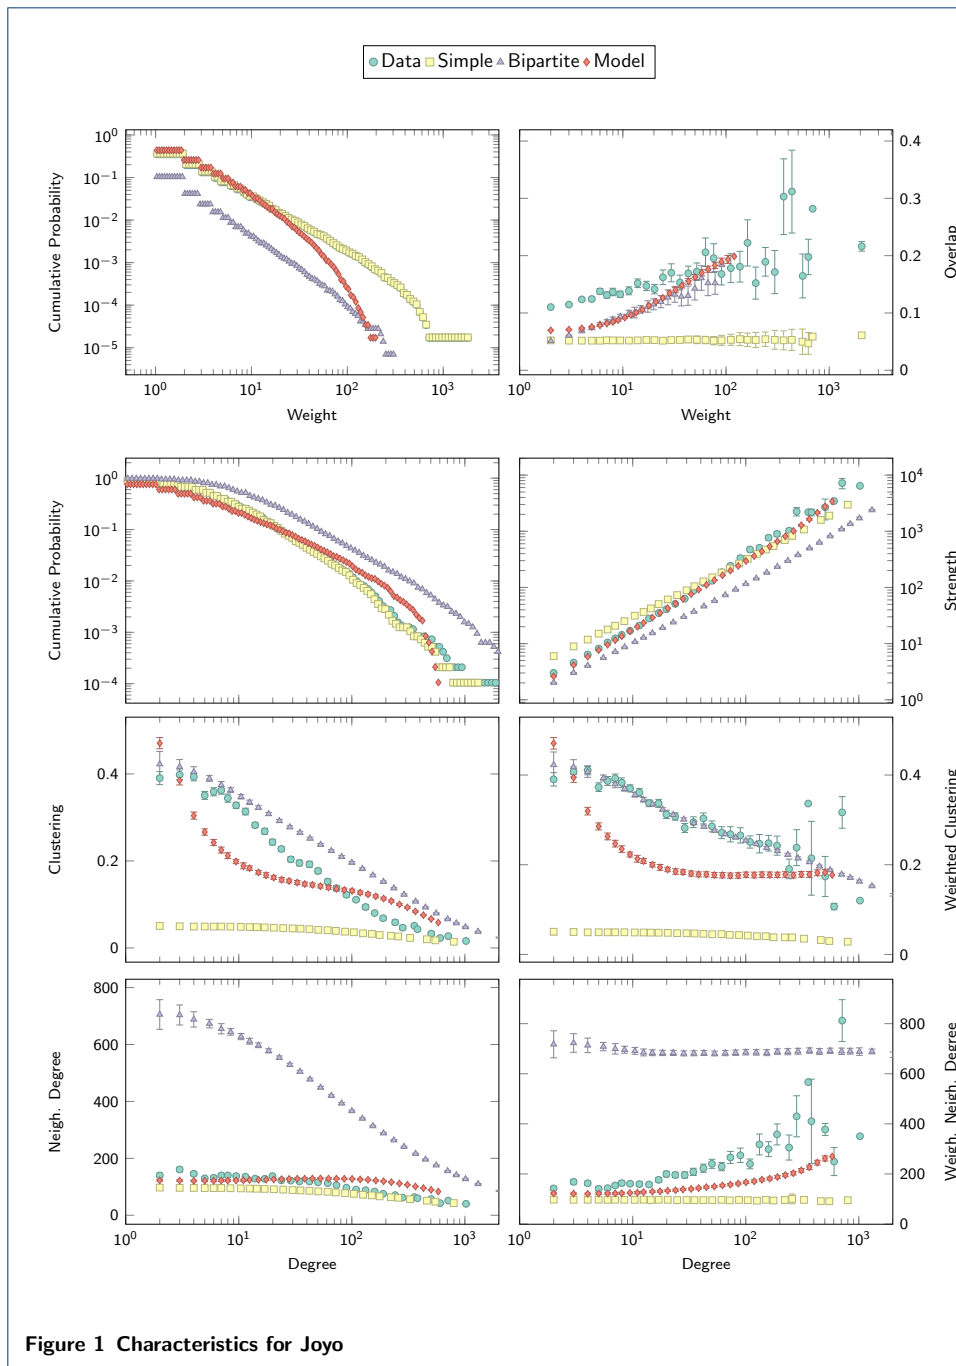 Data Simple Bipartite Model
10^0
10^-1
10^-2
10^-3
10^-4
10^-5
Cumulative Probability
10^0 10^1 10^2 10^3
Weight
0.4
0.3
0.2
0.1
0
Overlap
10^1 10^2 10^3
Weight
10^0
10^-1
10^-2
10^-3
10^-4
Cumulative Probability
10^4
10^3
10^2
10^1
10^0
Strength
0.4
0.2
0
Clustering
0.4
0.2
0
Weighted Clustering
800
600
400
200
0
Neigh. Degree
10^0 10^1 10^2 10^3
Degree
800
600
400
200
0
Weigh. Neigh. Degree
10^0 10^1 10^2 10^3
Degree
Figure 1 Characteristics for Joyo